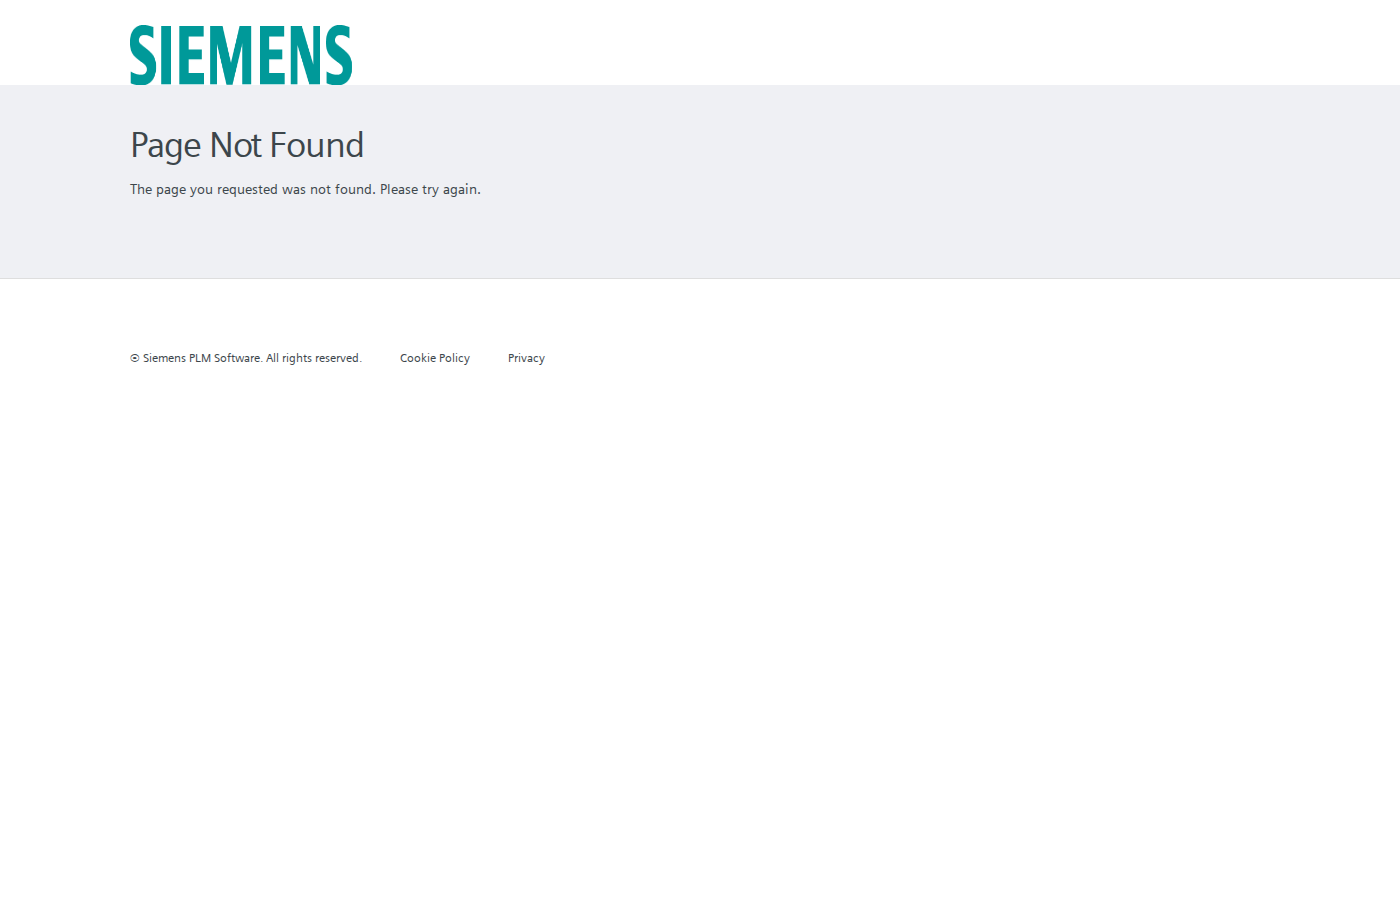 SIEMENS
Page Not Found
The page you requested was not found. Please try again.
© Siemens PLM Software. All rights reserved. Cookie Policy Privacy